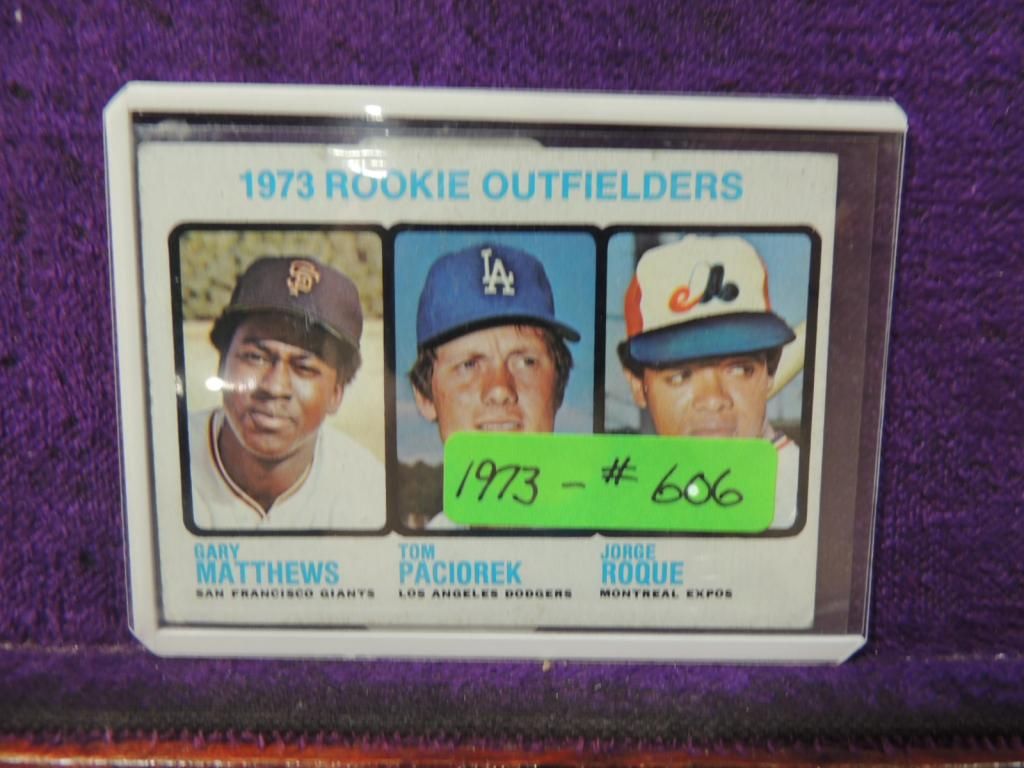 1973 ROOKIE OUTFIELDERS
SF
LA
1973 - # 606
GARY
MATTHEWS
SAN FRANCISCO GIANTS
TOM
PACIOREK
LOS ANGELES DODGERS
JORGE
ROQUE
MONTREAL EXPOS